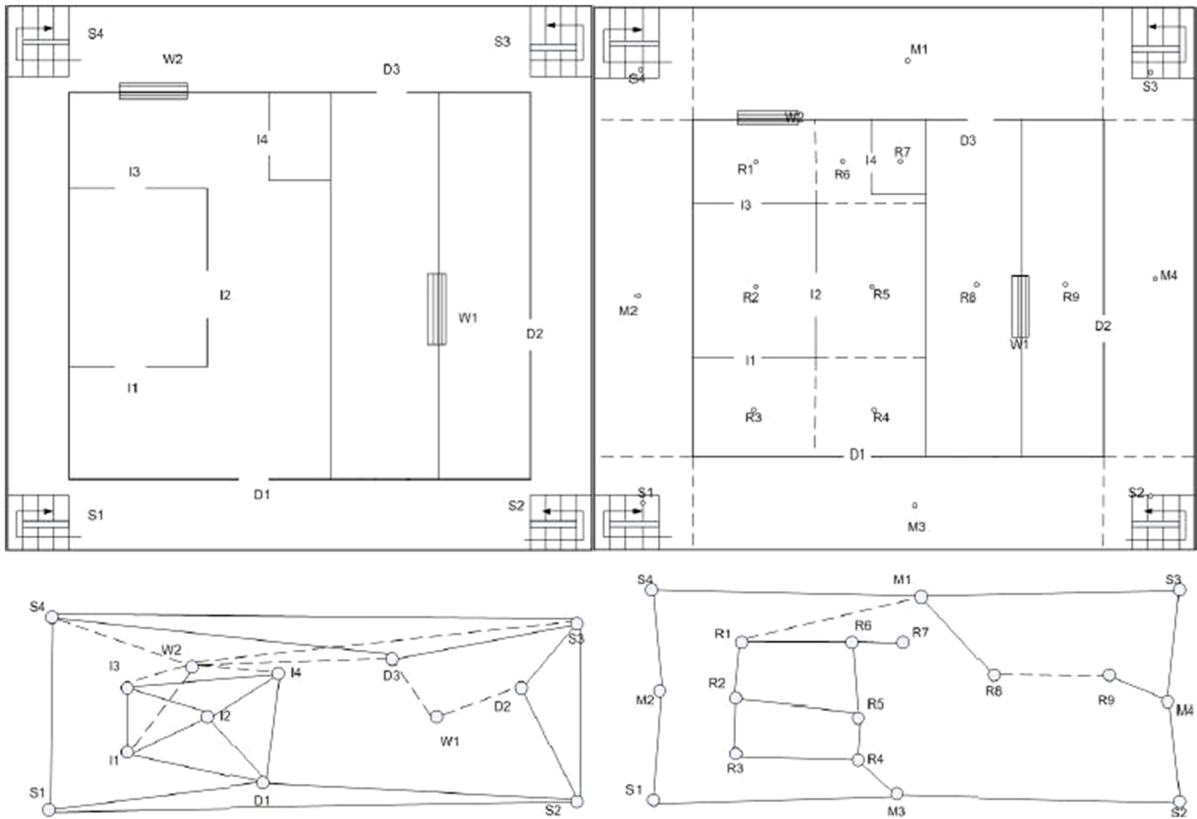 S4
S3
W2
D3
I4
I3
I2
W1
D2
I1
D1
S1
S2
M1
S4
S3
W2
D3
R1
R6
I4
R7
I3
M2
R2
I2
R5
R8
R9
M4
D2
W1
I1
R3
R4
D1
S1
S2
M3
S4
S3
W2
I3
I4
D3
I2
D2
W1
I1
S1
D1
S2
S4
M1
S3
R1
R6
R7
R2
R8
R9
M2
R5
M4
R3
R4
S1
M3
S2